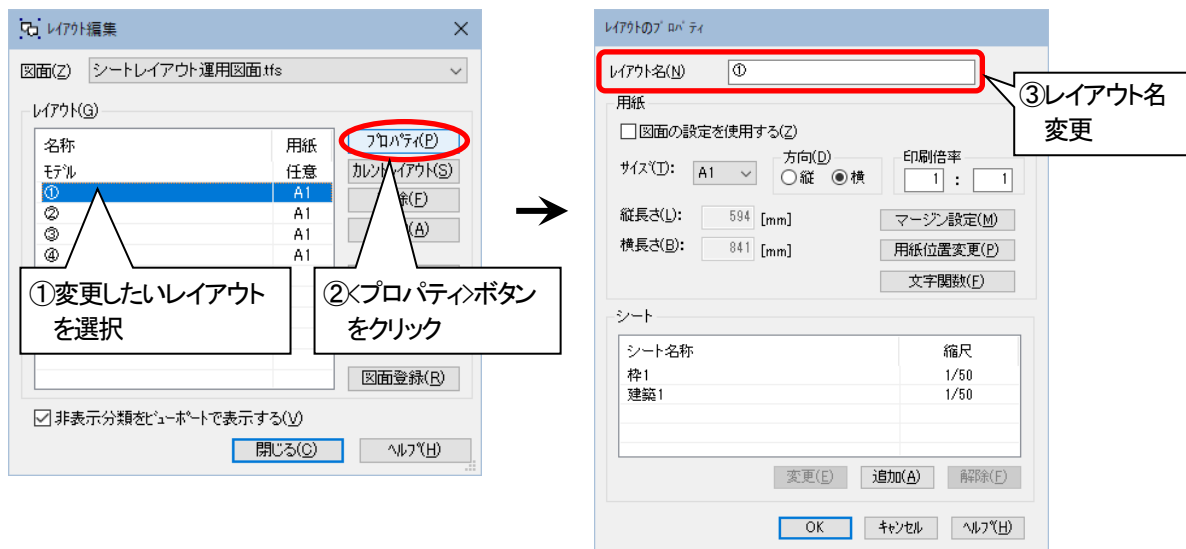 レイアウト編集
図面(Z) シートレイアウト運用図面.tfs
レイアウト(G)
名称 用紙
モデル 任意
① A1
② A1
③ A1
④ A1
プロパティ(P)
カレントレイアウト(S)
(F)
(A)
①変更したいレイアウト
を選択
②<プロパティ>ボタン
をクリック
図面登録(R)
非表示分類をビューポートで表示する(V)
閉じる(C) ヘルプ(H)
レイアウトのプロパティ
レイアウト名(N) ①
③レイアウト名
変更
用紙
図面の設定を使用する(Z)
サイズ(T): A1
方向(D)
縦 横
印刷倍率
1 : 1
縦長さ(L): 594 [mm]
横長さ(B): 841 [mm]
マージン設定(M)
用紙位置変更(P)
文字関数(F)
シート
シート名称 縮尺
枠1 1/50
建築1 1/50
変更(E) 追加(A) 解除(F)
OK キャンセル ヘルプ(H)